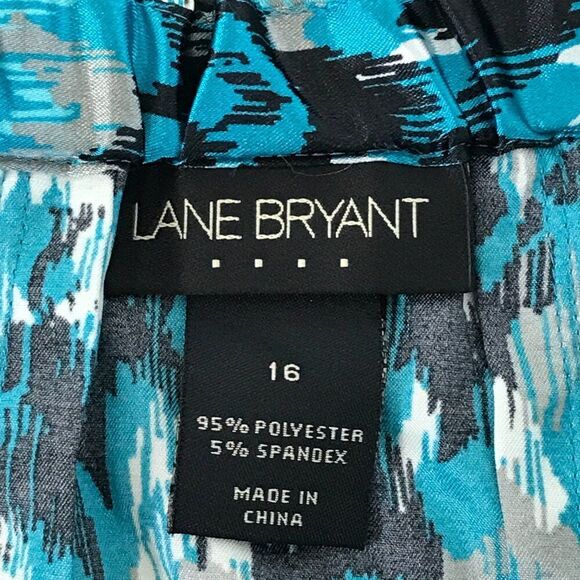 LANE BRYANT
16
95% POLYESTER
5% SPANDEX
MADE IN
CHINA